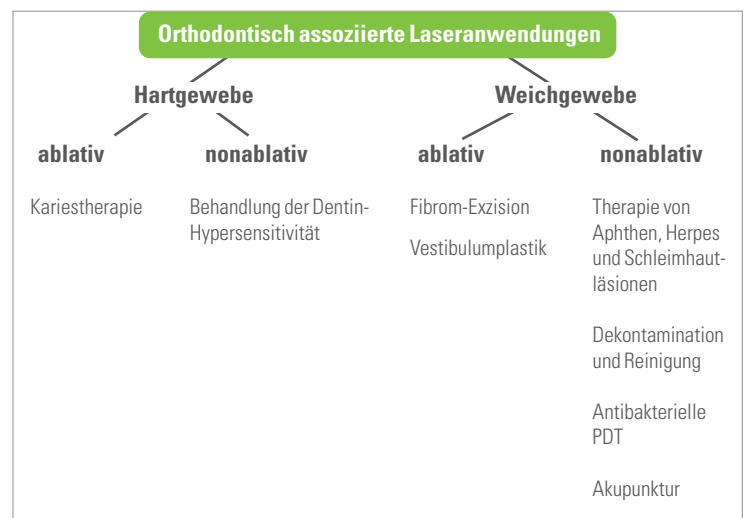 Orthodontisch assoziierte Laseranwendungen
Hartgewebe
Weichgewebe
ablativ
nonablativ
ablativ
nonablativ
Kariestherapie
Behandlung der Dentin-
Hypersensitivität
Fibrom-Exzision
Vestibulumplastik
Therapie von
Aphthen, Herpes
und Schleimhaut-
läsionen
Dekontamination
und Reinigung
Antibakterielle
PDT
Akupunktur